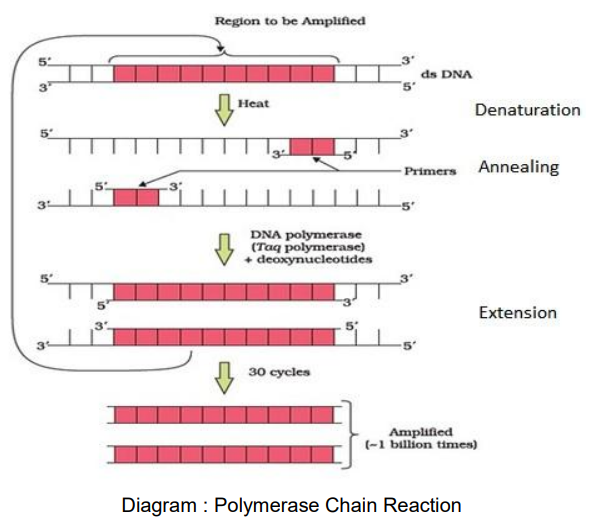 Region to be Amplified
5′ 3′
ds DNA
3′ 5′
Heat
Denaturation
5′ 3′
3′ 5′
Primers Annealing
5′ 3′
3′ 5′
DNA polymerase
(Taq polymerase)
+ deoxynucleotides
5′ 3′
5′ 3′
Extension
3′ 5′
3′ 5′
30 cycles
Amplified
(~1 billion times)
Diagram : Polymerase Chain Reaction